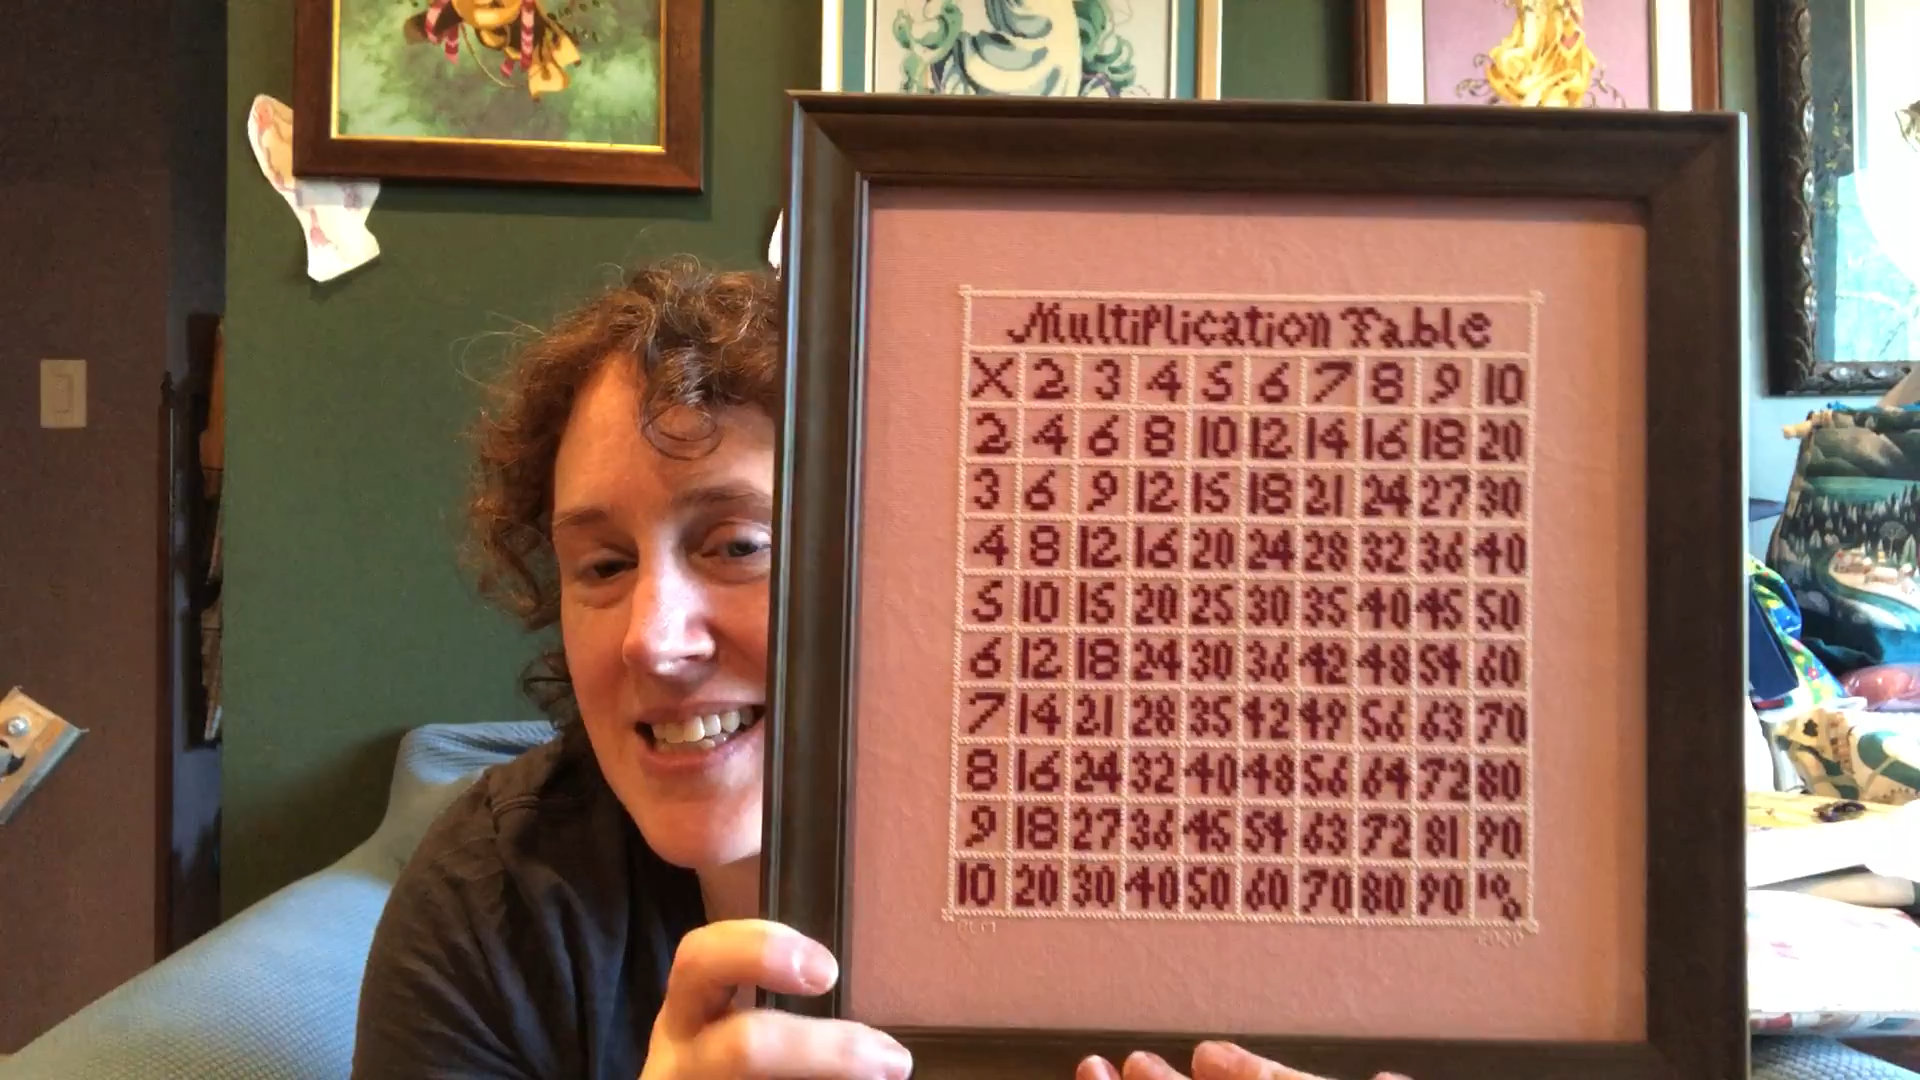 Multiplication Table
X 2 3 4 5 6 7 8 9 10
2 4 6 8 10 12 14 16 18 20
3 6 9 12 15 18 21 24 27 30
4 8 12 16 20 24 28 32 36 40
5 10 15 20 25 30 35 40 45 50
6 12 18 24 30 36 42 48 54 60
7 14 21 28 35 42 49 56 63 70
8 16 24 32 40 48 56 64 72 80
9 18 27 36 45 54 63 72 81 90
10 20 30 40 50 60 70 80 90 100
2020